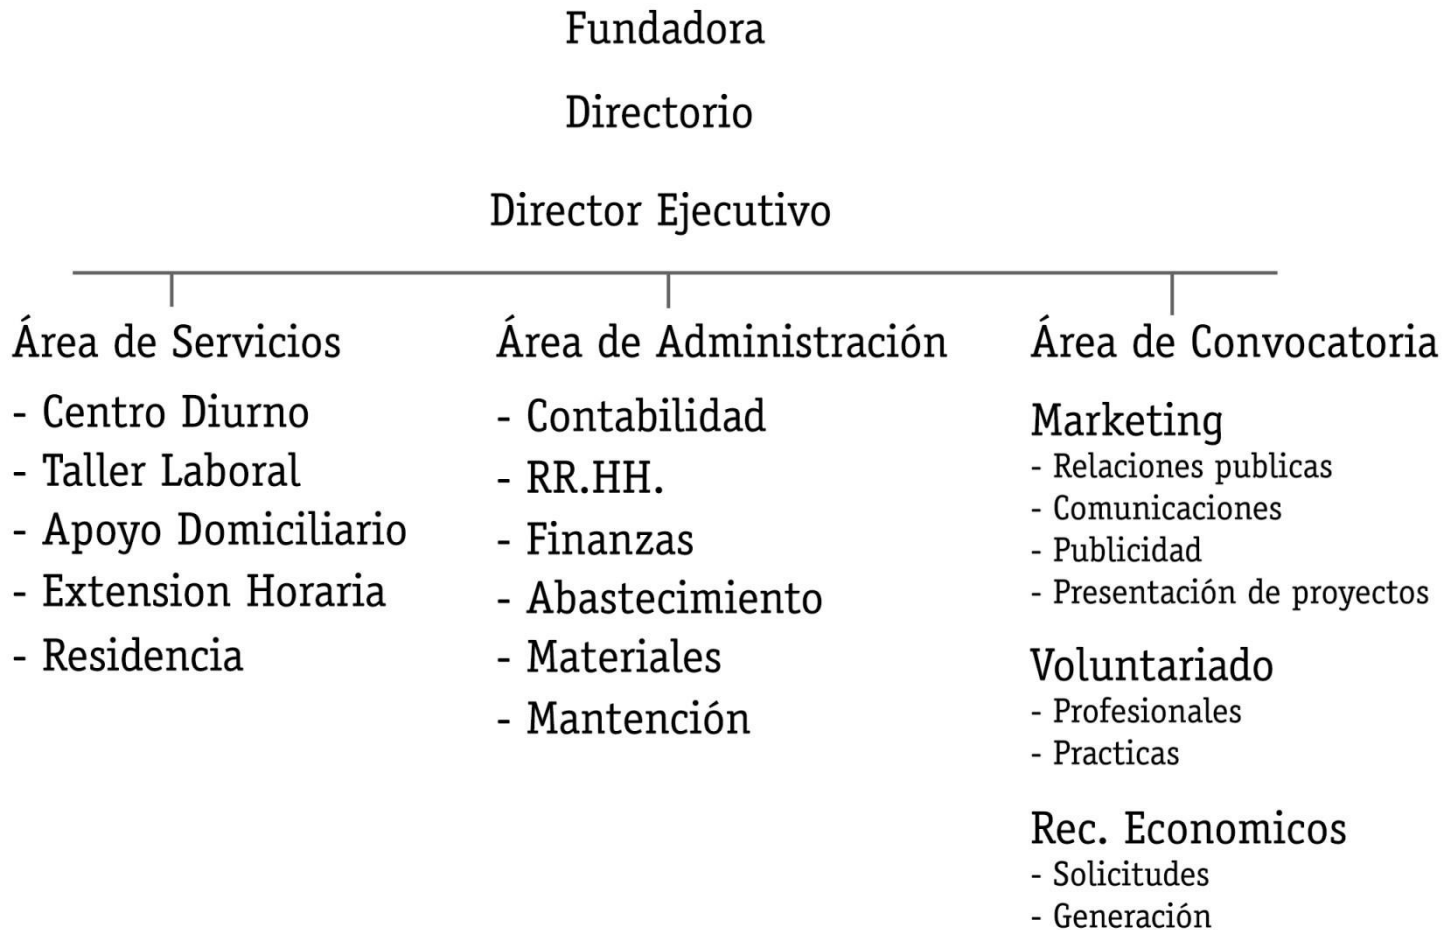 Fundadora
Directorio
Director Ejecutivo
Área de Servicios
- Centro Diurno
- Taller Laboral
- Apoyo Domiciliario
- Extension Horaria
- Residencia
Área de Administración
- Contabilidad
- RR.HH.
- Finanzas
- Abastecimiento
- Materiales
- Mantención
Área de Convocatoria
Marketing
- Relaciones publicas
- Comunicaciones
- Publicidad
- Presentación de proyectos
Voluntariado
- Profesionales
- Practicas
Rec. Economicos
- Solicitudes
- Generación